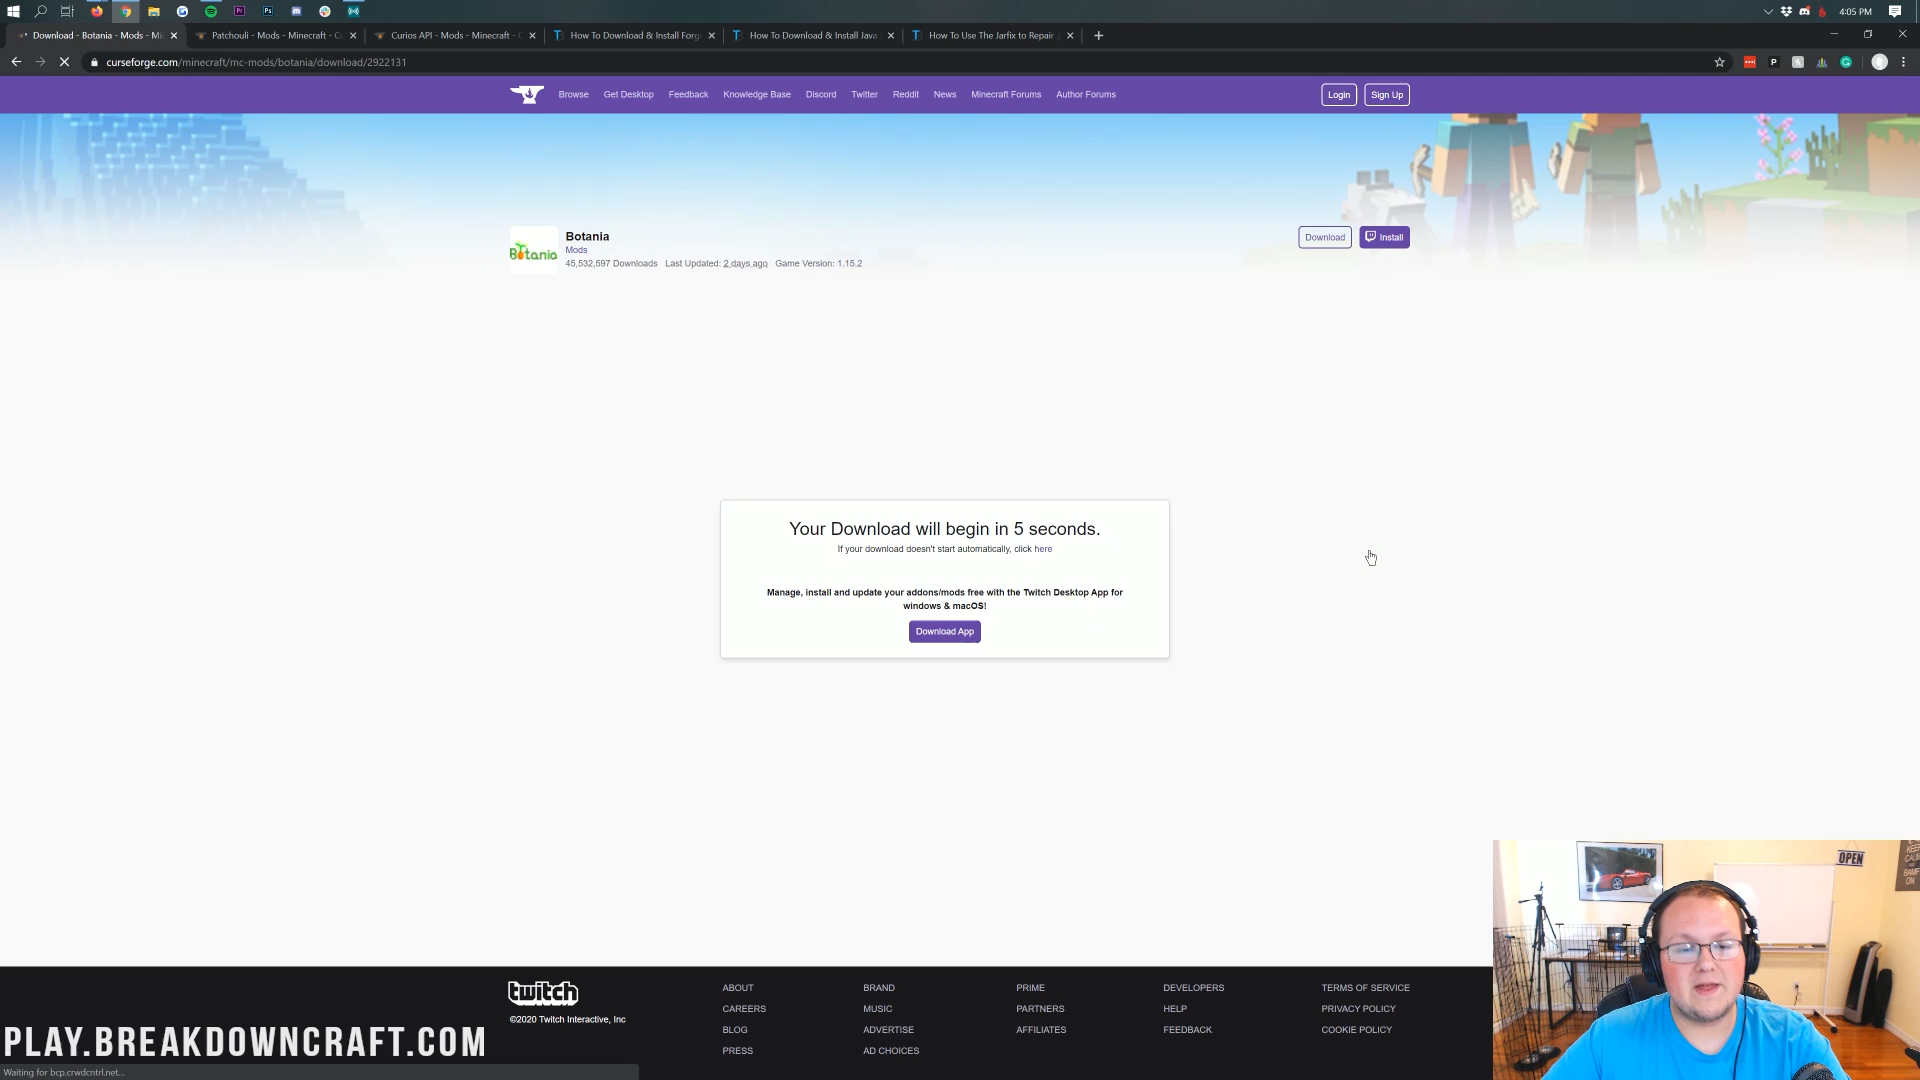 4:05 PM
Download - Botania - Mods - Mi
Patchouli - Mods - Minecraft - C
Curios API - Mods - Minecraft -
How To Download & Install Forg
How To Download & Install Java
How To Use The Jarfix to Repair
curseforge.com/minecraft/mc-mods/botania/download/2922131
Browse Get Desktop Feedback Knowledge Base Discord Twitter Reddit News Minecraft Forums Author Forums Login Sign Up
Botania
Botania
Mods
45,532,597 Downloads Last Updated: 2 days ago Game Version: 1.15.2
Download Install
Your Download will begin in 5 seconds.
If your download doesn't start automatically, click here
Manage, install and update your addons/mods free with the Twitch Desktop App for
windows & macOS!
Download App
OPEN
KEEP
CALM
AND
BAMF
ON
twitch
©2020 Twitch Interactive, Inc
ABOUT BRAND PRIME DEVELOPERS TERMS OF SERVICE
CAREERS MUSIC PARTNERS HELP PRIVACY POLICY
BLOG ADVERTISE AFFILIATES FEEDBACK COOKIE POLICY
PRESS AD CHOICES
PLAY.BREAKDOWNCRAFT.COM
Waiting for bcp.crwdcntrl.net...